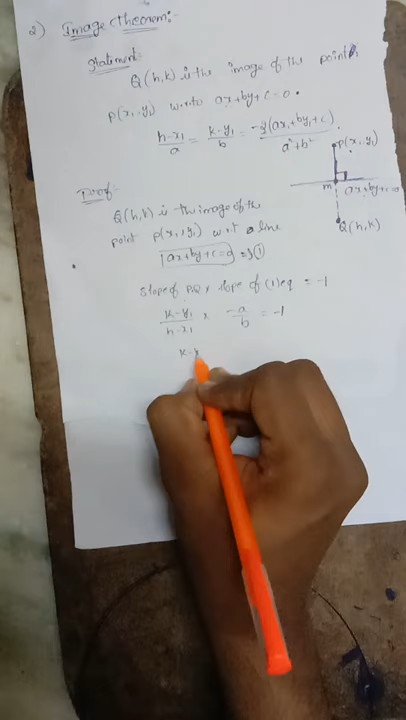 2) Image Theorem:-
Statement:-
Q(h,k) is the image of the point
P(x₁,y₁) w.r.to ax+by+c=0.
h-x₁/a = k-y₁/b = -2(ax₁+by₁+c)/a²+b²
P(x₁,y₁)
m
ax+by+c=0
Q(h,k)
Proof:-
Q(h,k) is the image of the
point P(x₁,y₁) w.r.t line
ax+by+c=0 → (1)
Slope of PQ x slope of (1) eq = -1
k-y₁/h-x₁ x -a/b = -1
k-y